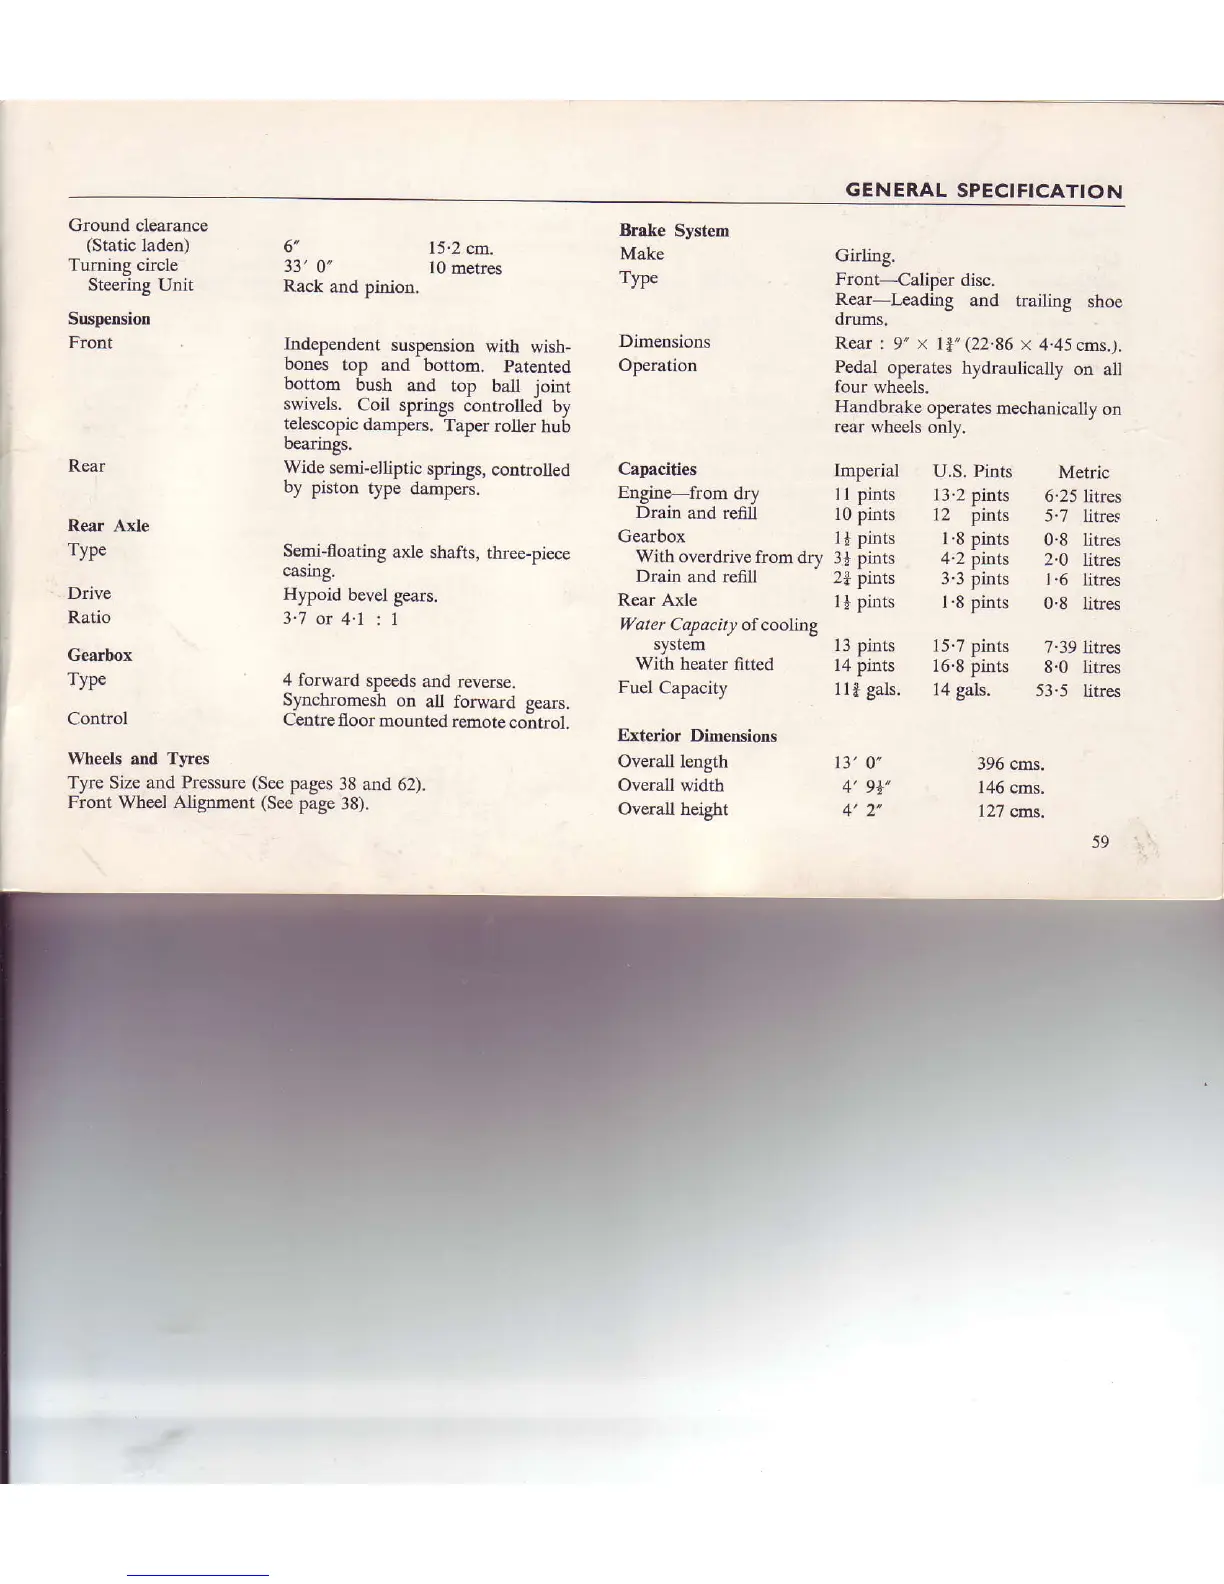 GENERAL SPECIFICATION
Ground clearance
(Static laden) 6″ 15·2 cm.
Turning circle 33′ 0″ 10 metres
Steering Unit Rack and pinion.
Suspension
Front Independent suspension with wish-
bones top and bottom. Patented
bottom bush and top ball joint
swivels. Coil springs controlled by
telescopic dampers. Taper roller hub
bearings.
Rear Wide semi-elliptic springs, controlled
by piston type dampers.
Rear Axle
Type Semi-floating axle shafts, three-piece
casing.
Drive Hypoid bevel gears.
Ratio 3·7 or 4·1 : 1
Gearbox
Type 4 forward speeds and reverse.
Synchromesh on all forward gears.
Control Centre floor mounted remote control.
Wheels and Tyres
Tyre Size and Pressure (See pages 38 and 62).
Front Wheel Alignment (See page 38).
Brake System
Make Girling.
Type Front—Caliper disc.
Rear—Leading and trailing shoe
drums.
Dimensions Rear : 9″ × 1¾″ (22·86 × 4·45 cms.).
Operation Pedal operates hydraulically on all
four wheels.
Handbrake operates mechanically on
rear wheels only.
Capacities Imperial U.S. Pints Metric
Engine—from dry 11 pints 13·2 pints 6·25 litres
Drain and refill 10 pints 12 pints 5·7 litres
Gearbox 1½ pints 1·8 pints 0·8 litres
With overdrive from dry 3½ pints 4·2 pints 2·0 litres
Drain and refill 2¾ pints 3·3 pints 1·6 litres
Rear Axle 1½ pints 1·8 pints 0·8 litres
Water Capacity of cooling
system 13 pints 15·7 pints 7·39 litres
With heater fitted 14 pints 16·8 pints 8·0 litres
Fuel Capacity 11¾ gals. 14 gals. 53·5 litres
Exterior Dimensions
Overall length 13′ 0″ 396 cms.
Overall width 4′ 9½″ 146 cms.
Overall height 4′ 2″ 127 cms.
59